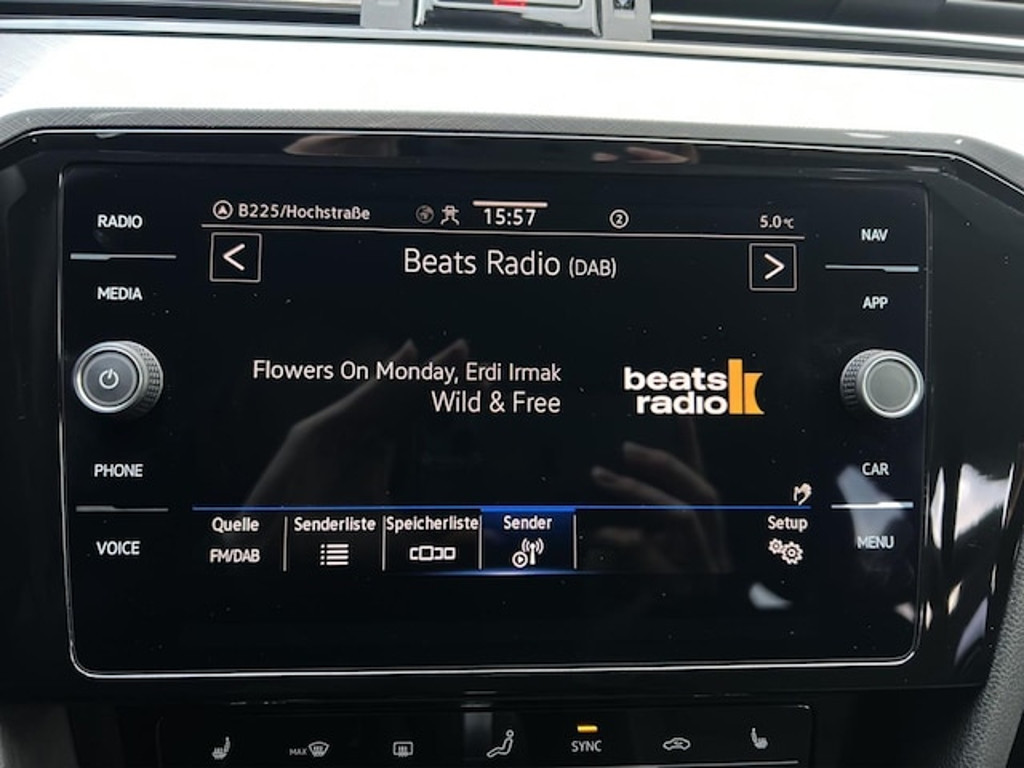 B225/Hochstraße
15:57
2
5.0°C
RADIO
NAV
<
Beats Radio (DAB)
>
MEDIA
APP
Flowers On Monday, Erdi Irmak
Wild & Free
beats
radio
PHONE
CAR
Quelle
FM/DAB
Senderliste
Speicherliste
Sender
Setup
VOICE
MENU
MAX
SYNC